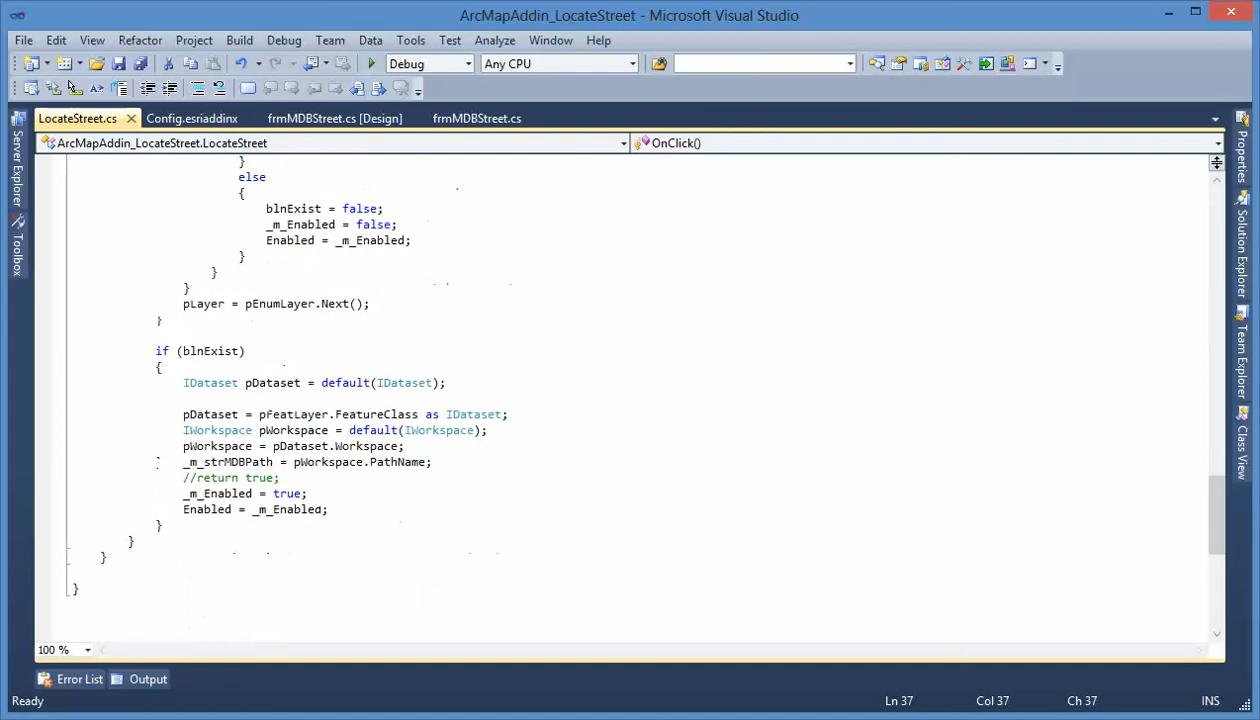 ArcMapAddin_LocateStreet - Microsoft Visual Studio
File Edit View Refactor Project Build Debug Team Data Tools Test Analyze Window Help
Debug Any CPU
LocateStreet.cs Config.esriaddinx frmMDBStreet.cs [Design] frmMDBStreet.cs
ArcMapAddin_LocateStreet.LocateStreet OnClick()
Server Explorer
Toolbox
}
else
{
blnExist = false;
_m_Enabled = false;
Enabled = _m_Enabled;
}
}
}
pLayer = pEnumLayer.Next();
}
if (blnExist)
{
IDataset pDataset = default(IDataset);
pDataset = pFeatLayer.FeatureClass as IDataset;
IWorkspace pWorkspace = default(IWorkspace);
pWorkspace = pDataset.Workspace;
_m_strMDBPath = pWorkspace.PathName;
//return true;
_m_Enabled = true;
Enabled = _m_Enabled;
}
}
}
}
Properties
Solution Explorer
Team Explorer
Class View
100 %
Error List Output
Ready Ln 37 Col 37 Ch 37 INS